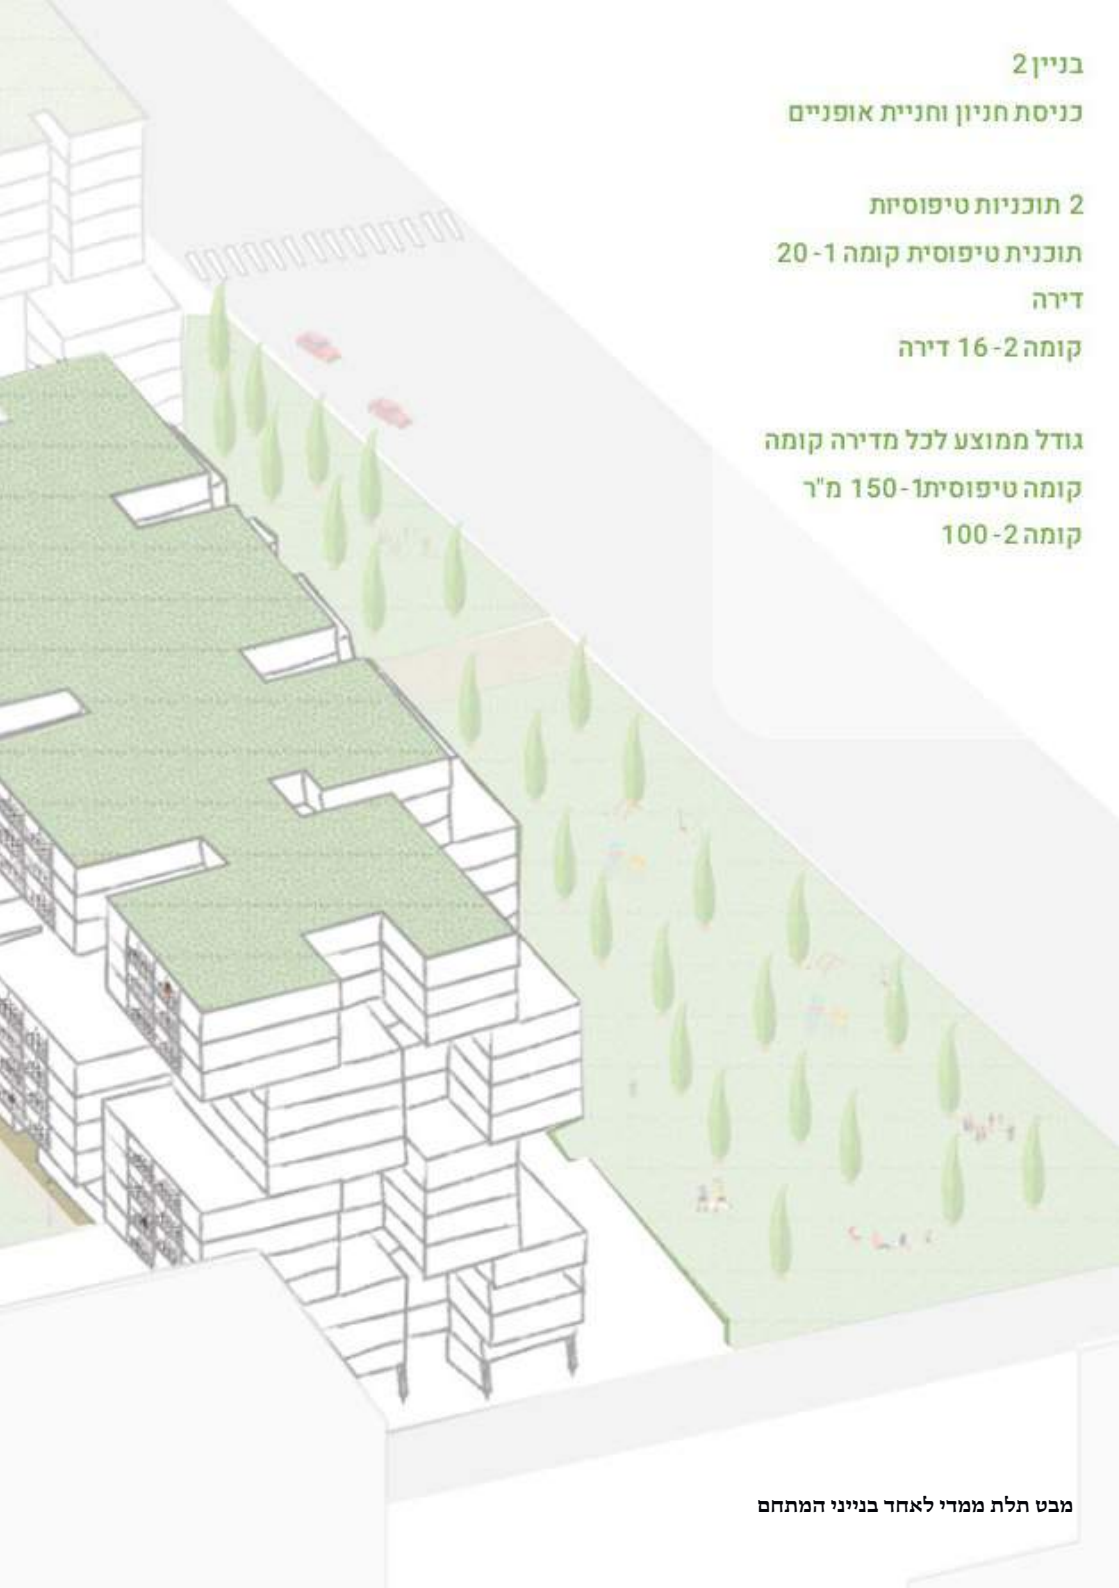 בניין 2
כניסת חניון וחניית אופניים
2 תוכניות טיפוסיות
תוכנית טיפוסית קומה 1- 20
דירה
קומה 2- 16 דירה
גודל ממוצע לכל מדירה קומה
קומה טיפוסית1- 150 מ"ר
קומה 2- 100
מבט תלת ממדי לאחד בנייני המתחם